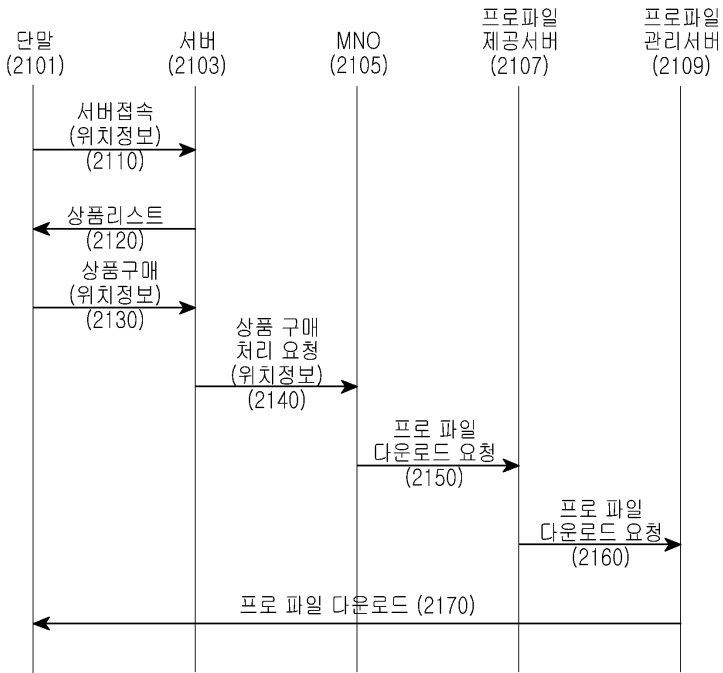 단말
(2101)
서버
(2103)
MNO
(2105)
프로파일
제공서버
(2107)
프로파일
관리서버
(2109)
서버접속
(위치정보)
(2110)
상품리스트
(2120)
상품구매
(위치정보)
(2130)
상품 구매
처리 요청
(위치정보)
(2140)
프로 파일
다운로드 요청
(2150)
프로 파일
다운로드 요청
(2160)
프로 파일 다운로드 (2170)